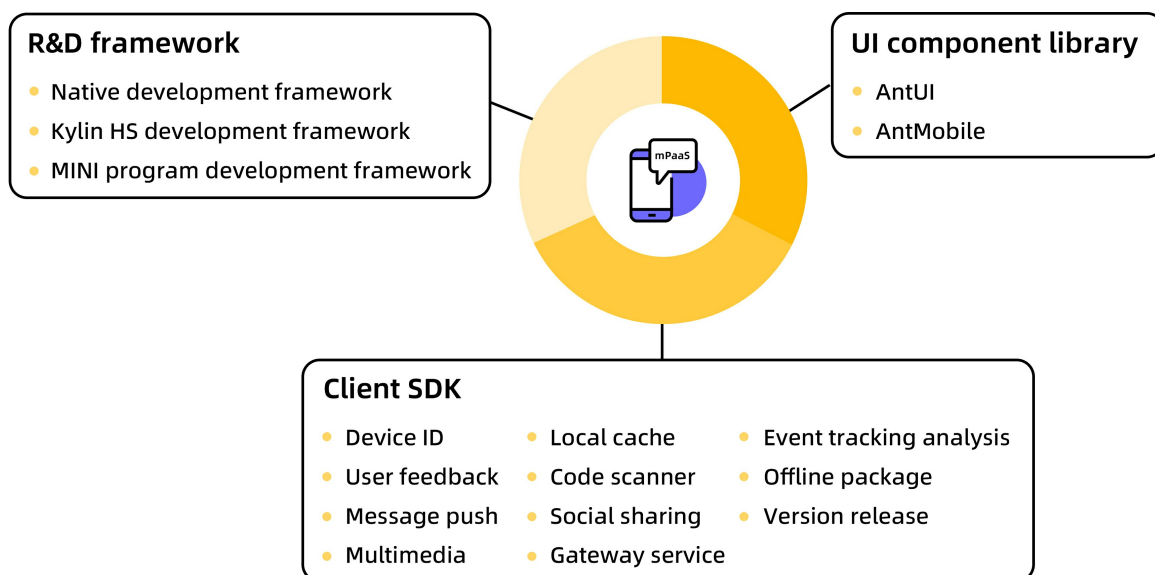 R&D framework
Native development framework
Kylin HS development framework
MINI program development framework
UI component library
AntUI
AntMobile
mPaaS
Client SDK
Device ID
User feedback
Message push
Multimedia
Local cache
Code scanner
Social sharing
Gateway service
Event tracking analysis
Offline package
Version release